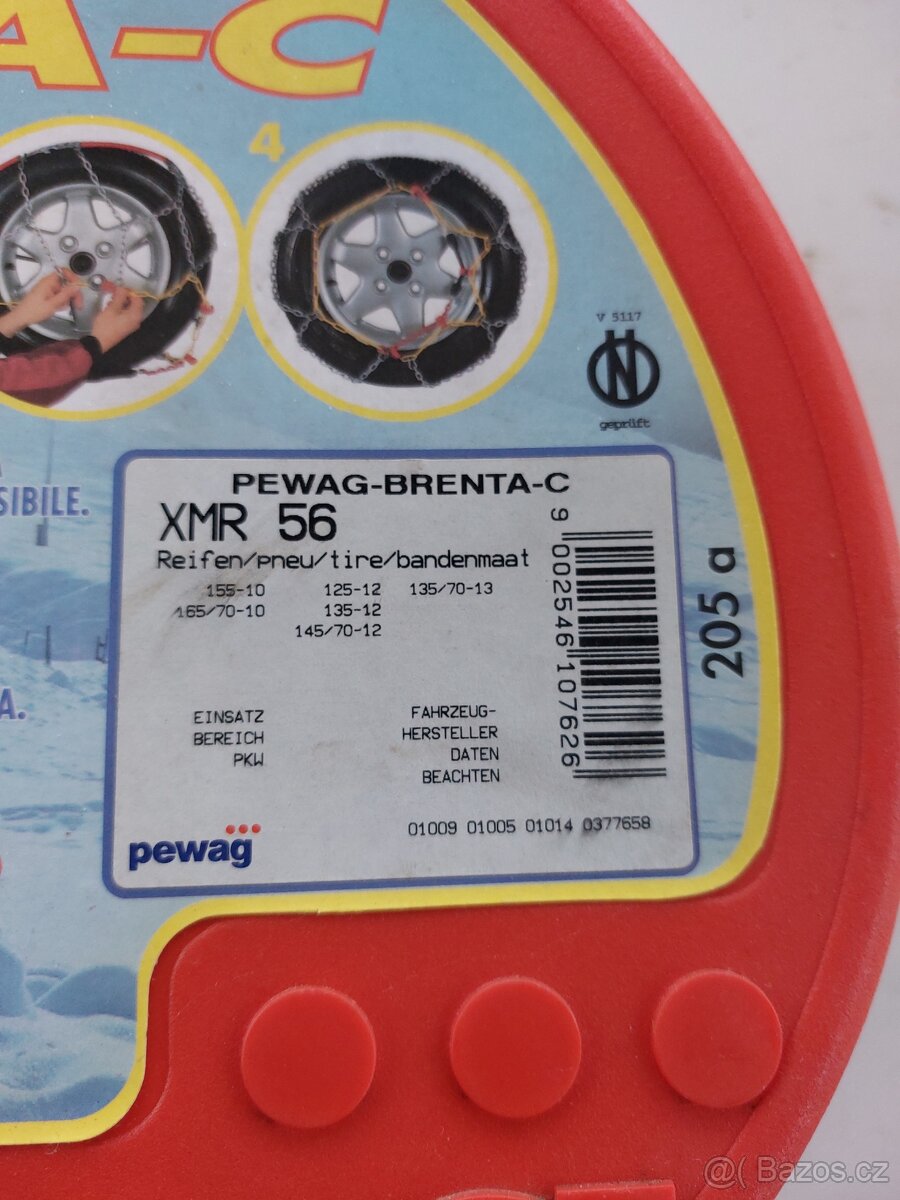 A-C
4
V 5117
N
geprüft
SIBILE.
A.
PEWAG-BRENTA-C
XMR 56
Reifen/pneu/tire/bandenmaat
155-10 125-12 135/70-13
165/70-10 135-12
145/70-12
EINSATZ
BEREICH
PKW
FAHRZEUG-
HERSTELLER
DATEN
BEACHTEN
9 002546 107626
205 a
01009 01005 01014 0377658
pewag
@( Bazos.cz